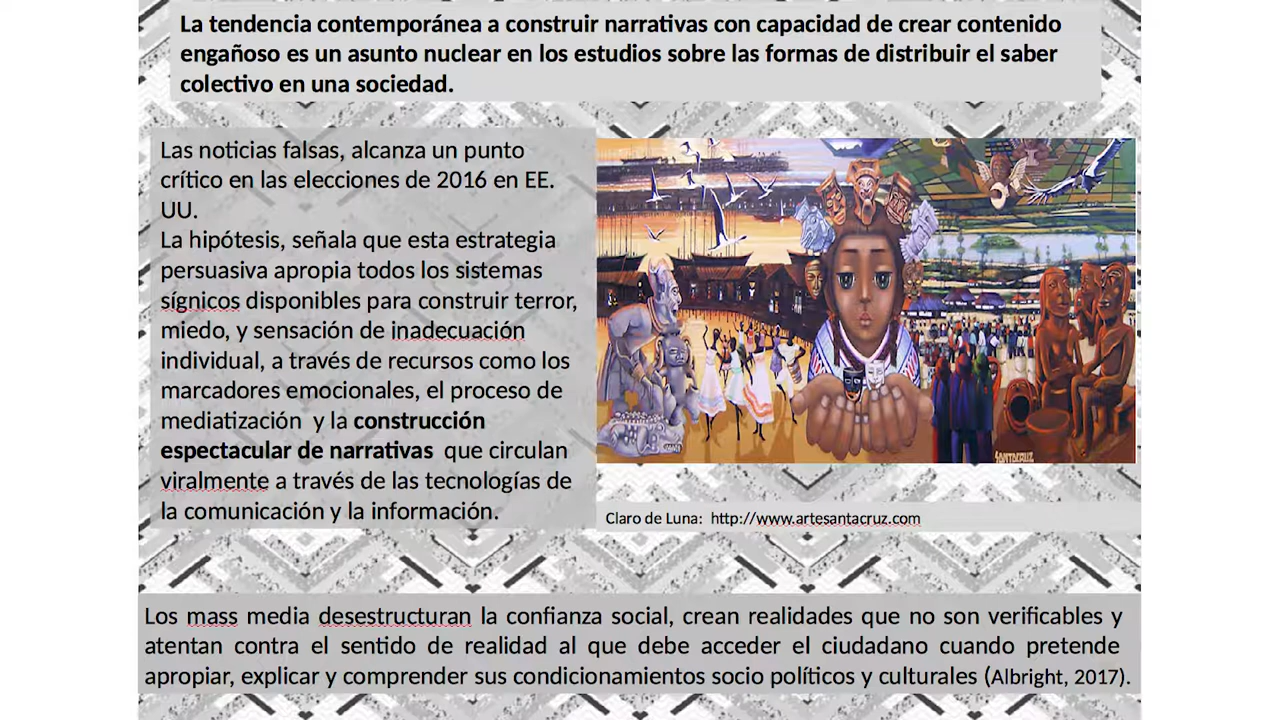 La tendencia contemporánea a construir narrativas con capacidad de crear contenido
engañoso es un asunto nuclear en los estudios sobre las formas de distribuir el saber
colectivo en una sociedad.
Las noticias falsas, alcanza un punto
crítico en las elecciones de 2016 en EE.
UU.
La hipótesis, señala que esta estrategia
persuasiva apropia todos los sistemas
sígnicos disponibles para construir terror,
miedo, y sensación de inadecuación
individual, a través de recursos como los
marcadores emocionales, el proceso de
mediatización y la construcción
espectacular de narrativas que circulan
viralmente a través de las tecnologías de
la comunicación y la información.
SANTACRUZ
Claro de Luna: http://www.artesantacruz.com
Los mass media desestructuran la confianza social, crean realidades que no son verificables y
atentan contra el sentido de realidad al que debe acceder el ciudadano cuando pretende
apropiar, explicar y comprender sus condicionamientos socio políticos y culturales (Albright, 2017).